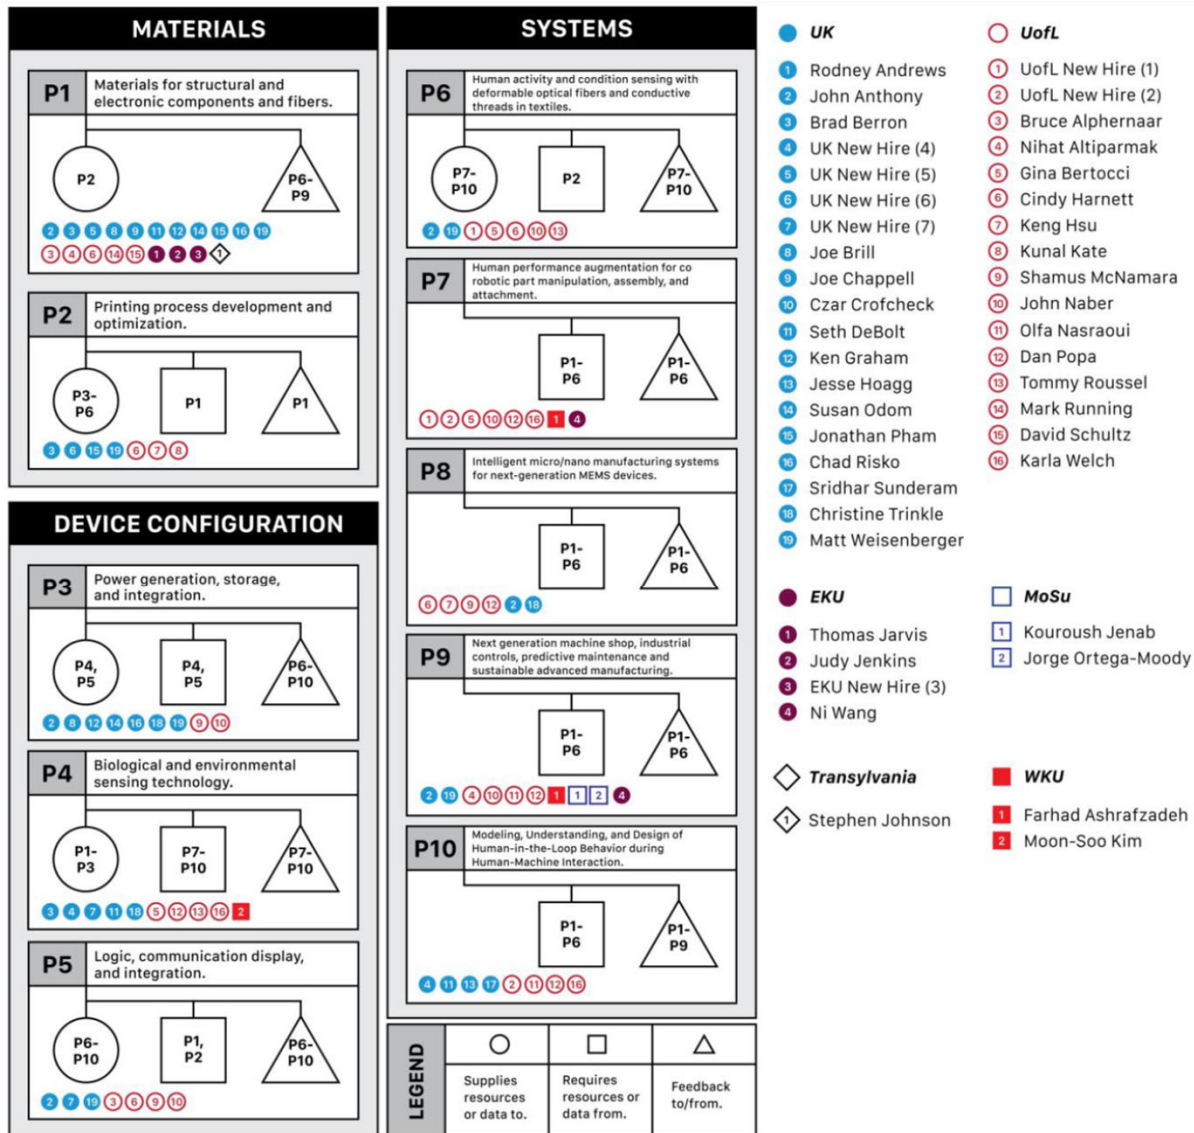 MATERIALS
P1
Materials for structural and
electronic components and fibers.
P2
P6-
P9
2 3 5 8 9 11 12 14 15 16 19
3 4 6 14 15 1 2 3 1
P2
Printing process development and
optimization.
P3-
P6
P1
P1
3 6 15 19 6 7 8
DEVICE CONFIGURATION
P3
Power generation, storage,
and integration.
P4,
P5
P4,
P5
P6-
P10
2 8 12 14 16 18 19 9 10
P4
Biological and environmental
sensing technology.
P1-
P3
P7-
P10
P7-
P10
3 4 7 11 18 5 12 13 16 2
P5
Logic, communication display,
and integration.
P6-
P10
P1,
P2
P6-
P10
2 7 19 3 6 9 10
SYSTEMS
P6
Human activity and condition sensing with
deformable optical fibers and conductive
threads in textiles.
P7-
P10
P2
P7-
P10
2 19 1 5 6 10 13
P7
Human performance augmentation for co
robotic part manipulation, assembly, and
attachment.
P1-
P6
P1-
P6
1 2 5 10 12 16 1 4
P8
Intelligent micro/nano manufacturing systems
for next-generation MEMS devices.
P1-
P6
P1-
P6
6 7 9 12 2 18
P9
Next generation machine shop, industrial
controls, predictive maintenance and
sustainable advanced manufacturing.
P1-
P6
P1-
P6
2 19 4 10 11 12 1 1 2 4
P10
Modeling, Understanding, and Design of
Human-in-the-Loop Behavior during
Human-Machine Interaction.
P1-
P6
P1-
P9
4 11 13 17 2 11 12 16
LEGEND
Supplies
resources
or data to.
Requires
resources or
data from.
Feedback
to/from.
UK
1 Rodney Andrews
2 John Anthony
3 Brad Berron
4 UK New Hire (4)
5 UK New Hire (5)
6 UK New Hire (6)
7 UK New Hire (7)
8 Joe Brill
9 Joe Chappell
10 Czar Crofcheck
11 Seth DeBolt
12 Ken Graham
13 Jesse Hoagg
14 Susan Odom
15 Jonathan Pham
16 Chad Risko
17 Sridhar Sunderam
18 Christine Trinkle
19 Matt Weisenberger
UofL
1 UofL New Hire (1)
2 UofL New Hire (2)
3 Bruce Alphernaar
4 Nihat Altiparmak
5 Gina Bertocci
6 Cindy Harnett
7 Keng Hsu
8 Kunal Kate
9 Shamus McNamara
10 John Naber
11 Olfa Nasraoui
12 Dan Popa
13 Tommy Roussel
14 Mark Running
15 David Schultz
16 Karla Welch
EKU
1 Thomas Jarvis
2 Judy Jenkins
3 EKU New Hire (3)
4 Ni Wang
MoSu
1 Kouroush Jenab
2 Jorge Ortega-Moody
Transylvania
1 Stephen Johnson
WKU
1 Farhad Ashrafzadeh
2 Moon-Soo Kim